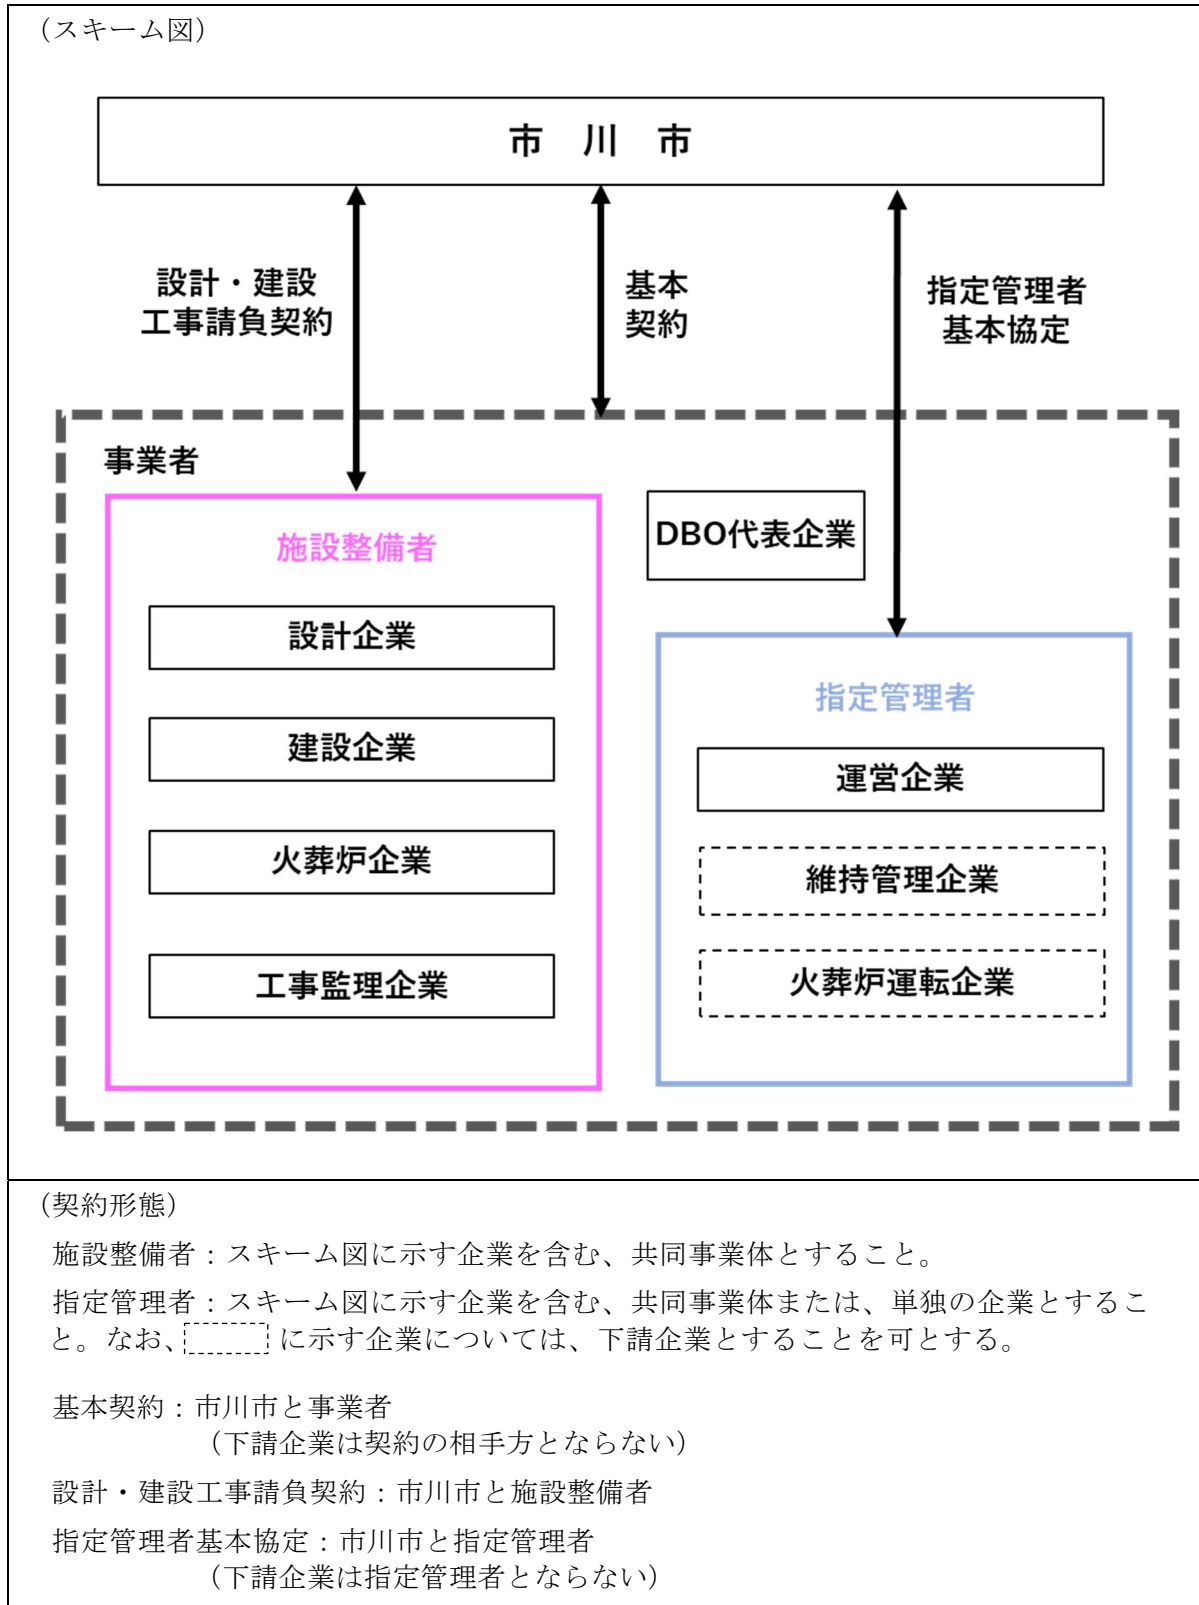 （スキーム図）
市 川 市
設計・建設
工事請負契約
基本
契約
指定管理者
基本協定
事業者
施設整備者
設計企業
建設企業
火葬炉企業
工事監理企業
DBO代表企業
指定管理者
運営企業
維持管理企業
火葬炉運転企業
（契約形態）
施設整備者：スキーム図に示す企業を含む、共同事業体とすること。
指定管理者：スキーム図に示す企業を含む、共同事業体または、単独の企業とするこ
と。なお、 に示す企業については、下請企業とすることを可とする。
基本契約：市川市と事業者
（下請企業は契約の相手方とならない）
設計・建設工事請負契約：市川市と施設整備者
指定管理者基本協定：市川市と指定管理者
（下請企業は指定管理者とならない）